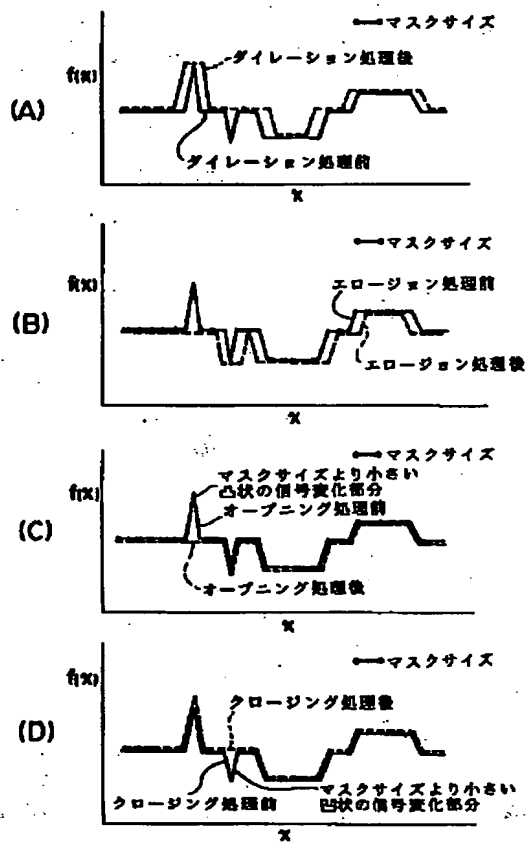 マスクサイズ
f(x)
ダイレーション処理後
(A)
ダイレーション処理前
x
マスクサイズ
f(x)
エロージョン処理前
(B)
エロージョン処理後
x
マスクサイズ
f(x)
マスクサイズより小さい
凸状の信号変化部分
オープニング処理前
(C)
オープニング処理後
x
マスクサイズ
f(x)
クロージング処理後
(D)
クロージング処理前
マスクサイズより小さい
凹状の信号変化部分
x